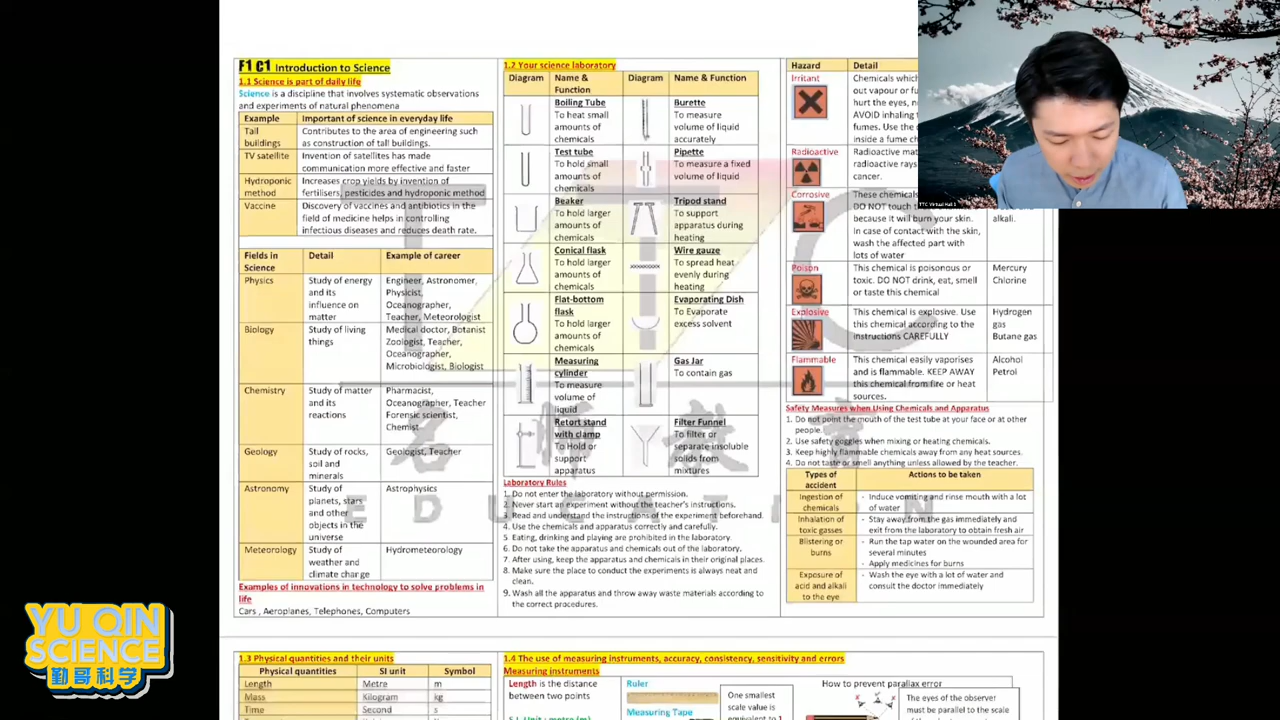 F1 C1 Introduction to Science
1.1 Science is part of daily life
Science is a discipline that involves systematic observations
and experiments of natural phenomena
Example Important of science in everyday life
Tall
buildings
Contributes to the area of engineering such
as construction of tall buildings.
TV satellite
Invention of satellites has made
communication more effective and faster
Hydroponic
method
Increases crop yields by invention of
fertilisers, pesticides and hydroponic method
Vaccine
Discovery of vaccines and antibiotics in the
field of medicine helps in controlling
infectious diseases and reduces death rate.
Fields in
Science
Detail
Example of career
Physics
Study of energy
and its
influence on
matter
Engineer, Astronomer,
Physicist,
Oceanographer,
Teacher, Meteorologist
Biology
Study of living
things
Medical doctor, Botanist
Zoologist, Teacher,
Oceanographer,
Microbiologist, Biologist
Chemistry
Study of matter
and its
reactions
Pharmacist,
Oceanographer, Teacher
Forensic scientist,
Chemist
Geology
Study of rocks,
soil and
minerals
Geologist, Teacher
Astronomy
Study of
planets, stars
and other
objects in the
universe
Astrophysics
Meteorology
Study of
weather and
climate charge
Hydrometeorology
Examples of innovations in technology to solve problems in
life
Cars , Aeroplanes, Telephones, Computers
1.2 Your science laboratory
Diagram
Name &
Function
Diagram
Name & Function
Boiling Tube
To heat small
amounts of
chemicals
Burette
To measure
volume of liquid
accurately
Test tube
To hold small
amounts of
chemicals
Pipette
To measure a fixed
volume of liquid
Beaker
To hold larger
amounts of
chemicals
Tripod stand
To support
apparatus during
heating
Conical flask
To hold larger
amounts of
chemicals
Wire gauze
To spread heat
evenly during
heating
Flat-bottom
flask
To hold larger
amounts of
chemicals
Evaporating Dish
To Evaporate
excess solvent
Measuring
cylinder
To measure
volume of
liquid
Gas Jar
To contain gas
Retort stand
with clamp
To Hold or
support
apparatus
Filter Funnel
To filter or
separate insoluble
solids from
mixtures
Laboratory Rules
1. Do not enter the laboratory without permission.
2. Never start an experiment without the teacher's instructions.
3. Read and understand the instructions of the experiment beforehand.
4. Use the chemicals and apparatus correctly and carefully.
5. Eating, drinking and playing are prohibited in the laboratory.
6. Do not take the apparatus and chemicals out of the laboratory.
7. After using, keep the apparatus and chemicals in their original places.
8. Make sure the place to conduct the experiments is always neat and
clean.
9. Wash all the apparatus and throw away waste materials according to
the correct procedures.
Hazard Detail
Irritant
Chemicals which
out vapour or fu
hurt the eyes, n
AVOID inhaling
fumes. Use the
inside a fume c
Radioactive
Radioactive mat
radioactive rays
cancer.
Corrosive
These chemicals
DO NOT touch t
because it will burn your skin.
In case of contact with the skin,
wash the affected part with
lots of water
and
alkali.
Poison
This chemical is poisonous or
toxic. DO NOT drink, eat, smell
or taste this chemical
Mercury
Chlorine
Explosive
This chemical is explosive. Use
this chemical according to the
instructions CAREFULLY
Hydrogen
gas
Butane gas
Flammable
This chemical easily vaporises
and is flammable. KEEP AWAY
this chemical from fire or heat
sources.
Alcohol
Petrol
Safety Measures when Using Chemicals and Apparatus
1. Do not point the mouth of the test tube at your face or at other
people.
2. Use safety goggles when mixing or heating chemicals.
3. Keep highly flammable chemicals away from any heat sources.
4. Do not taste or smell anything unless allowed by the teacher.
Types of
accident
Actions to be taken
Ingestion of
chemicals
- Induce vomiting and rinse mouth with a lot
of water
Inhalation of
toxic gasses
- Stay away from the gas immediately and
exit from the laboratory to obtain fresh air
Blistering or
burns
- Run the tap water on the wounded area for
several minutes
- Apply medicines for burns
Exposure of
acid and alkali
to the eye
- Wash the eye with a lot of water and
consult the doctor immediately
TTC
EDUCATION
YU QIN
SCIENCE
勤哥科学
1.3 Physical quantities and their units
Physical quantities SI unit Symbol
Length Metre m
Mass Kilogram kg
Time Second s
1.4 The use of measuring instruments, accuracy, consistency, sensitivity and errors
Measuring instruments
Length is the distance
between two points
Ruler
Measuring Tape
One smallest
scale value is
How to prevent parallax error
The eyes of the observer
must be parallel to the scale